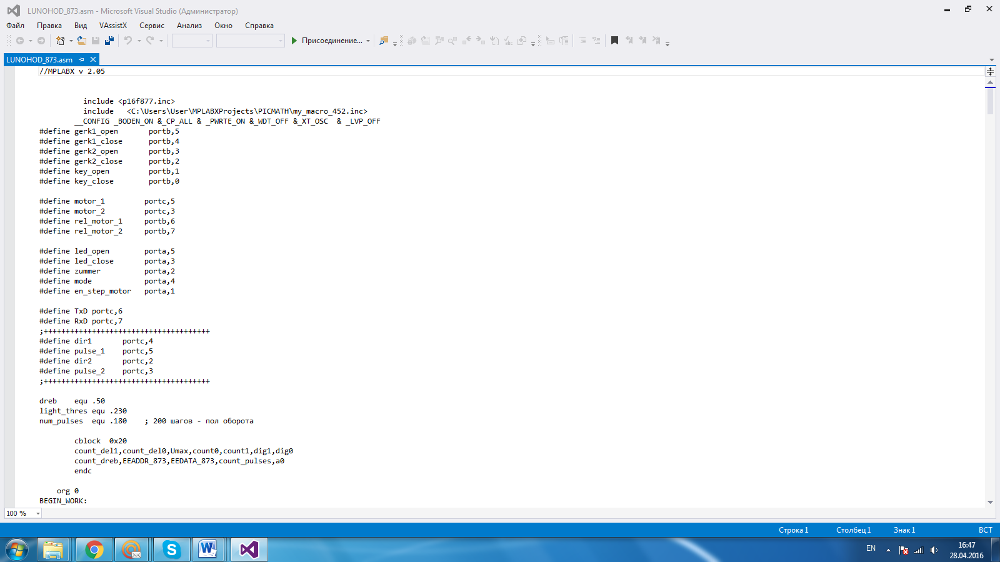 LUNOHOD_873.asm - Microsoft Visual Studio (Администратор)
Файл Правка Вид VAssistX Сервис Анализ Окно Справка
Присоединение...
LUNOHOD_873.asm
//MPLABX v 2.05
include <p16f877.inc>
include <C:\Users\User\MPLABXProjects\PICMATH\my_macro_452.inc>
__CONFIG _BODEN_ON &_CP_ALL & _PWRTE_ON &_WDT_OFF &_XT_OSC & _LVP_OFF
#define gerk1_open portb,5
#define gerk1_close portb,4
#define gerk2_open portb,3
#define gerk2_close portb,2
#define key_open portb,1
#define key_close portb,0
#define motor_1 portc,5
#define motor_2 portc,3
#define rel_motor_1 portb,6
#define rel_motor_2 portb,7
#define led_open porta,5
#define led_close porta,3
#define zummer porta,2
#define mode porta,4
#define en_step_motor porta,1
#define TxD portc,6
#define RxD portc,7
;++++++++++++++++++++++++++++++++++++++
#define dir1 portc,4
#define pulse_1 portc,5
#define dir2 portc,2
#define pulse_2 portc,3
;++++++++++++++++++++++++++++++++++++++
dreb equ .50
light_thres equ .230
num_pulses equ .180 ; 200 шагов - пол оборота
cblock 0x20
count_del1,count_del0,Umax,count0,count1,dig1,dig0
count_dreb,EEADDR_873,EEDATA_873,count_pulses,a0
endc
org 0
BEGIN_WORK:
100 %
Строка 1 Столбец 1 Знак 1 ВСТ
EN
16:47
28.04.2016